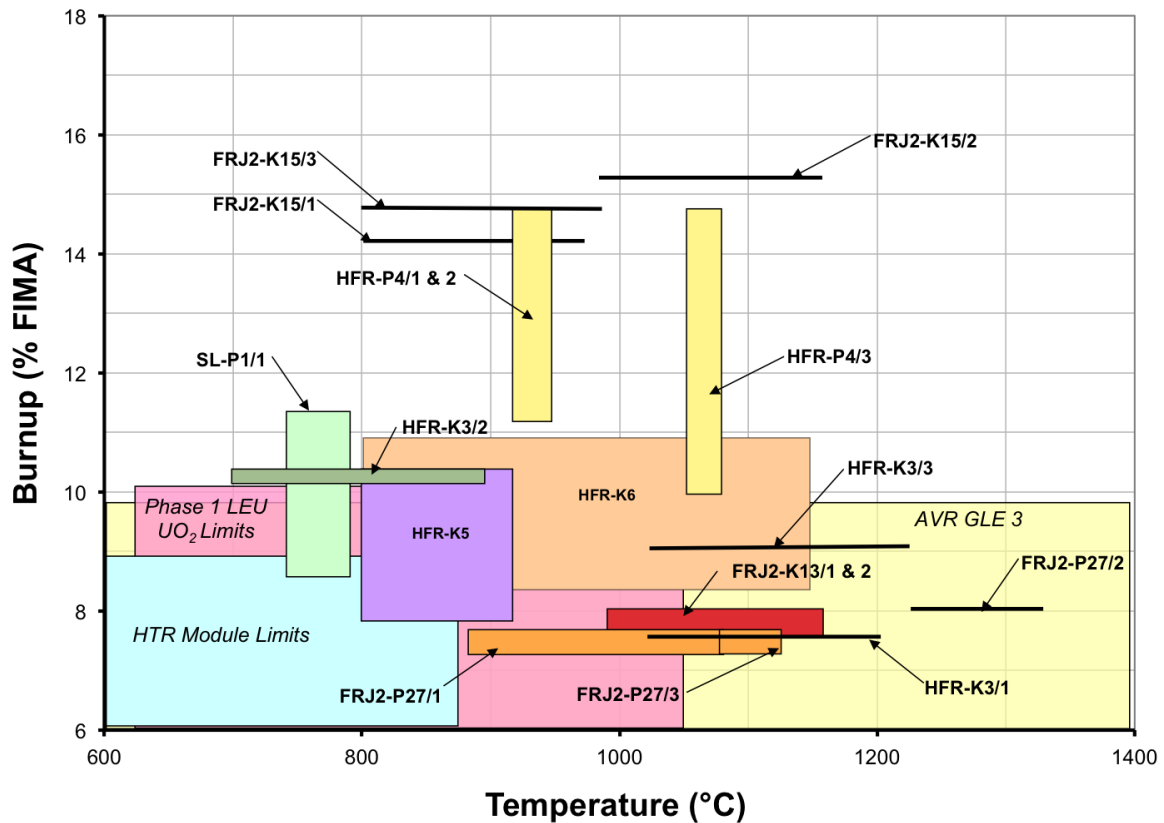 18
16
14
12
10
8
6
Burnup (% FIMA)
FRJ2-K15/3
FRJ2-K15/2
FRJ2-K15/1
HFR-P4/1 & 2
SL-P1/1
HFR-P4/3
HFR-K3/2
HFR-K3/3
HFR-K6
Phase 1 LEU
UO₂ Limits
AVR GLE 3
HFR-K5
FRJ2-K13/1 & 2
FRJ2-P27/2
HTR Module Limits
FRJ2-P27/1
FRJ2-P27/3
HFR-K3/1
600
800
1000
1200
1400
Temperature (°C)